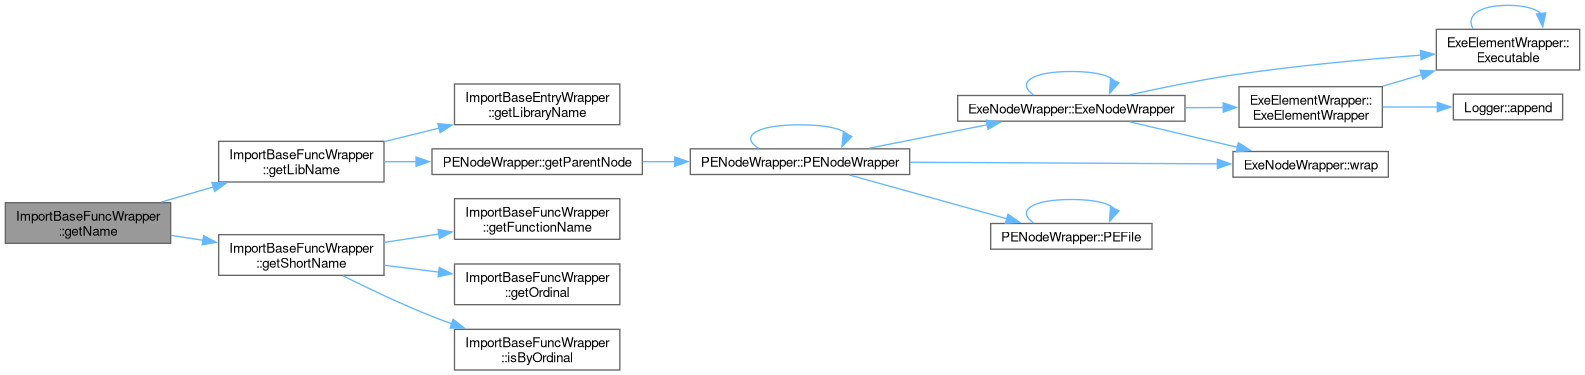 ImportBaseFuncWrapper
::getName
ImportBaseFuncWrapper
::getLibName
ImportBaseFuncWrapper
::getShortName
ImportBaseEntryWrapper
::getLibraryName
PENodeWrapper::getParentNode
ImportBaseFuncWrapper
::getFunctionName
ImportBaseFuncWrapper
::getOrdinal
ImportBaseFuncWrapper
::isByOrdinal
PENodeWrapper::PENodeWrapper
ExeNodeWrapper::ExeNodeWrapper
PENodeWrapper::PEFile
ExeElementWrapper::
ExeElementWrapper
ExeNodeWrapper::wrap
ExeElementWrapper::
Executable
Logger::append